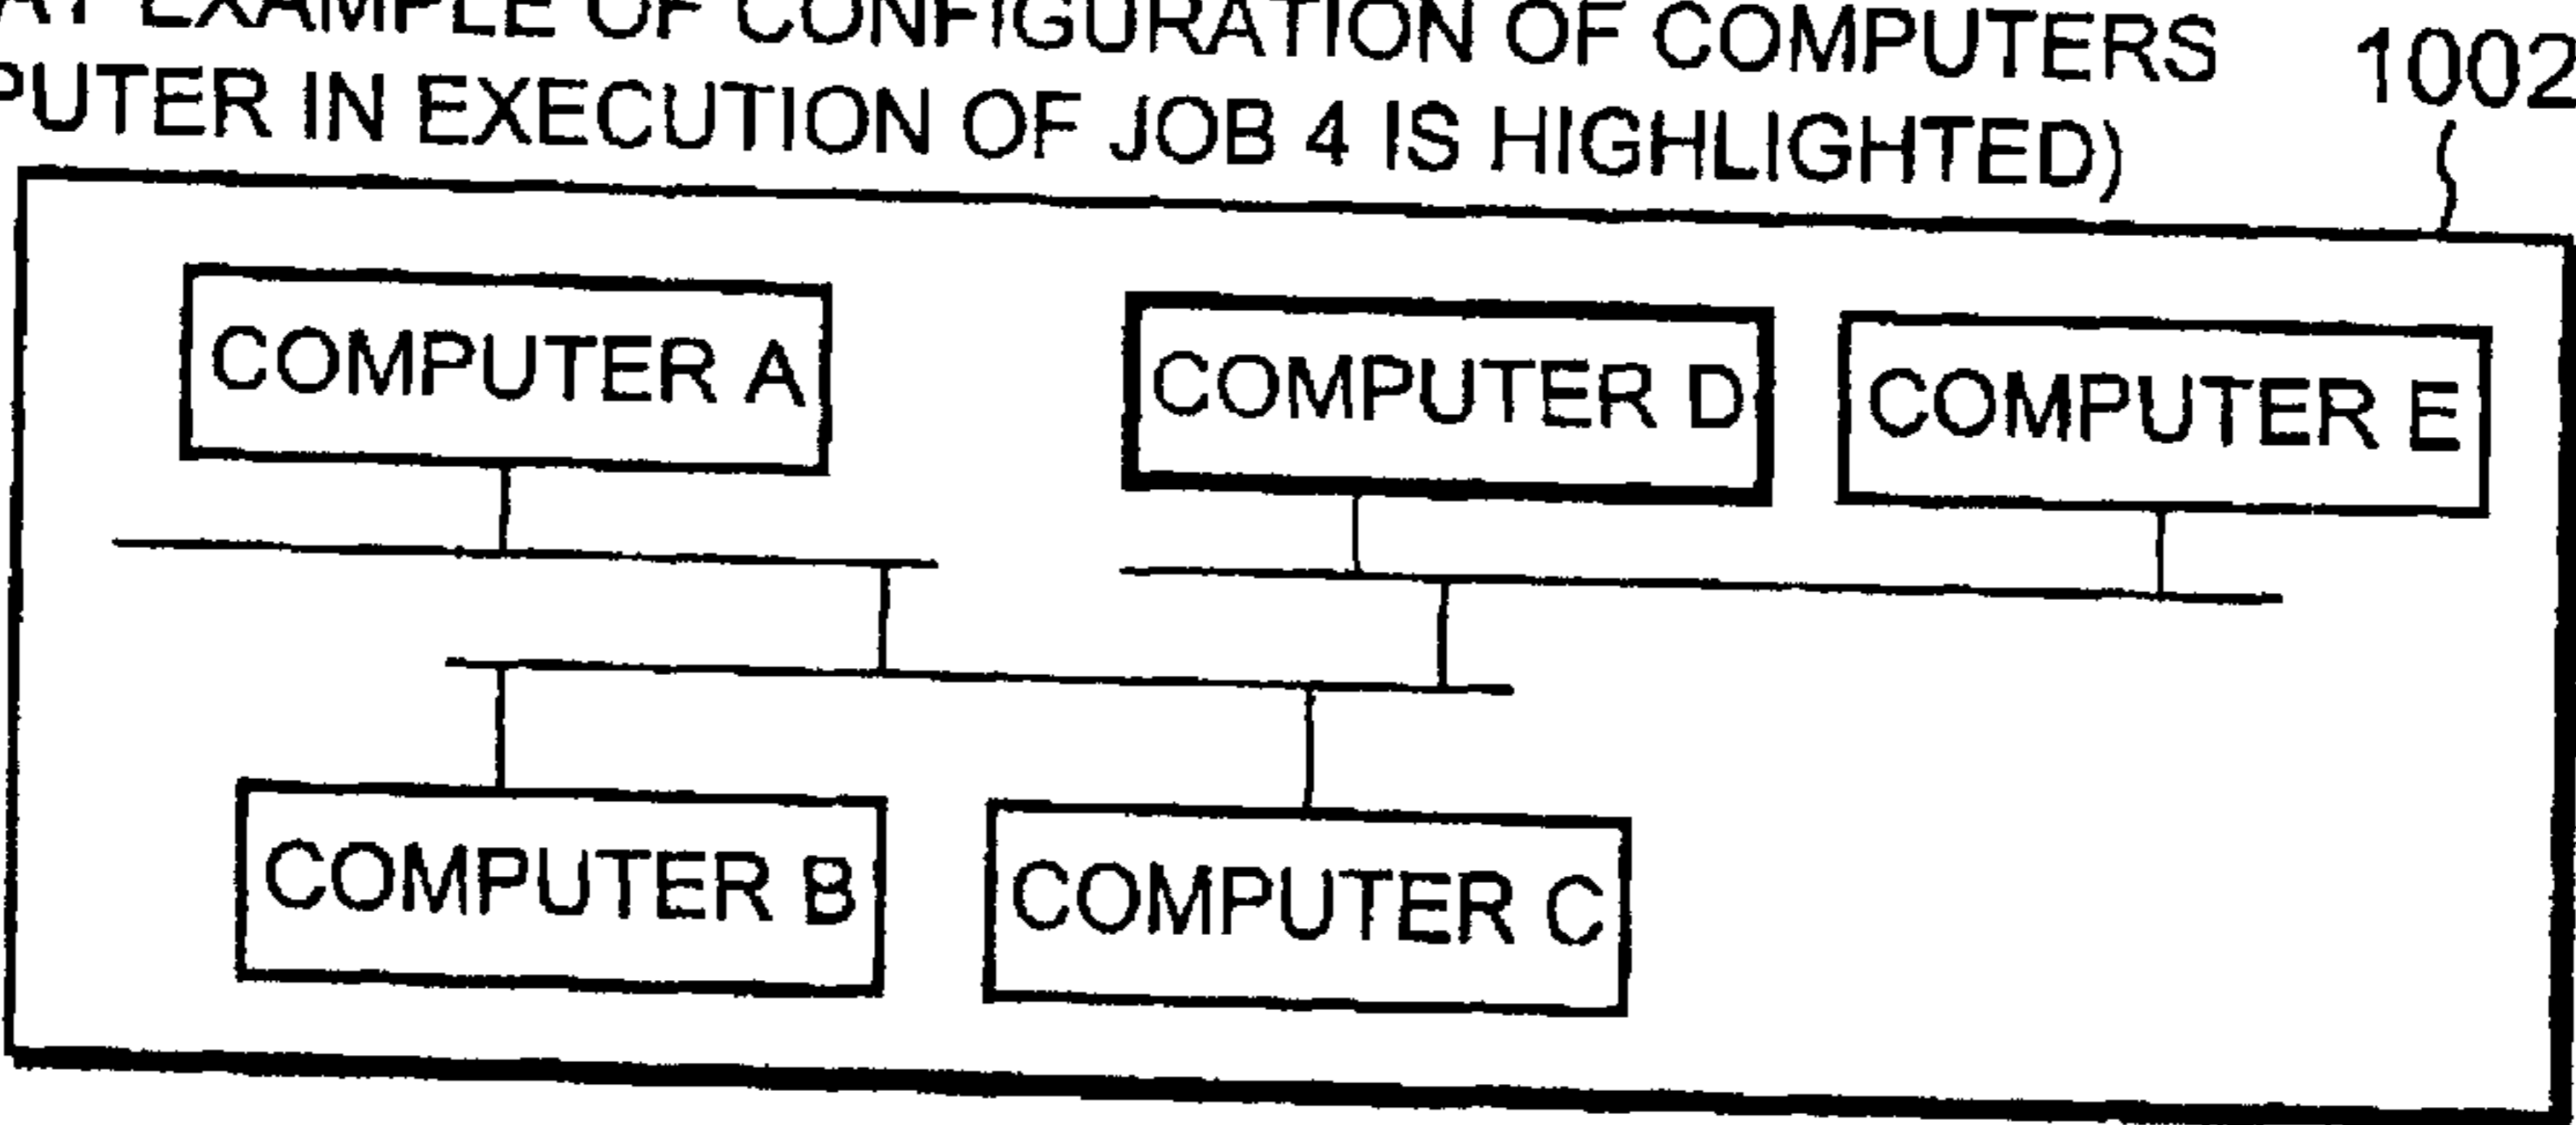 EXAMPLE OF CONFIGURATION OF COMPUTERS 1002
IN EXECUTION OF JOB 4 IS HIGHLIGHTED)
COMPUTER A COMPUTER D COMPUTER E
COMPUTER B COMPUTER C